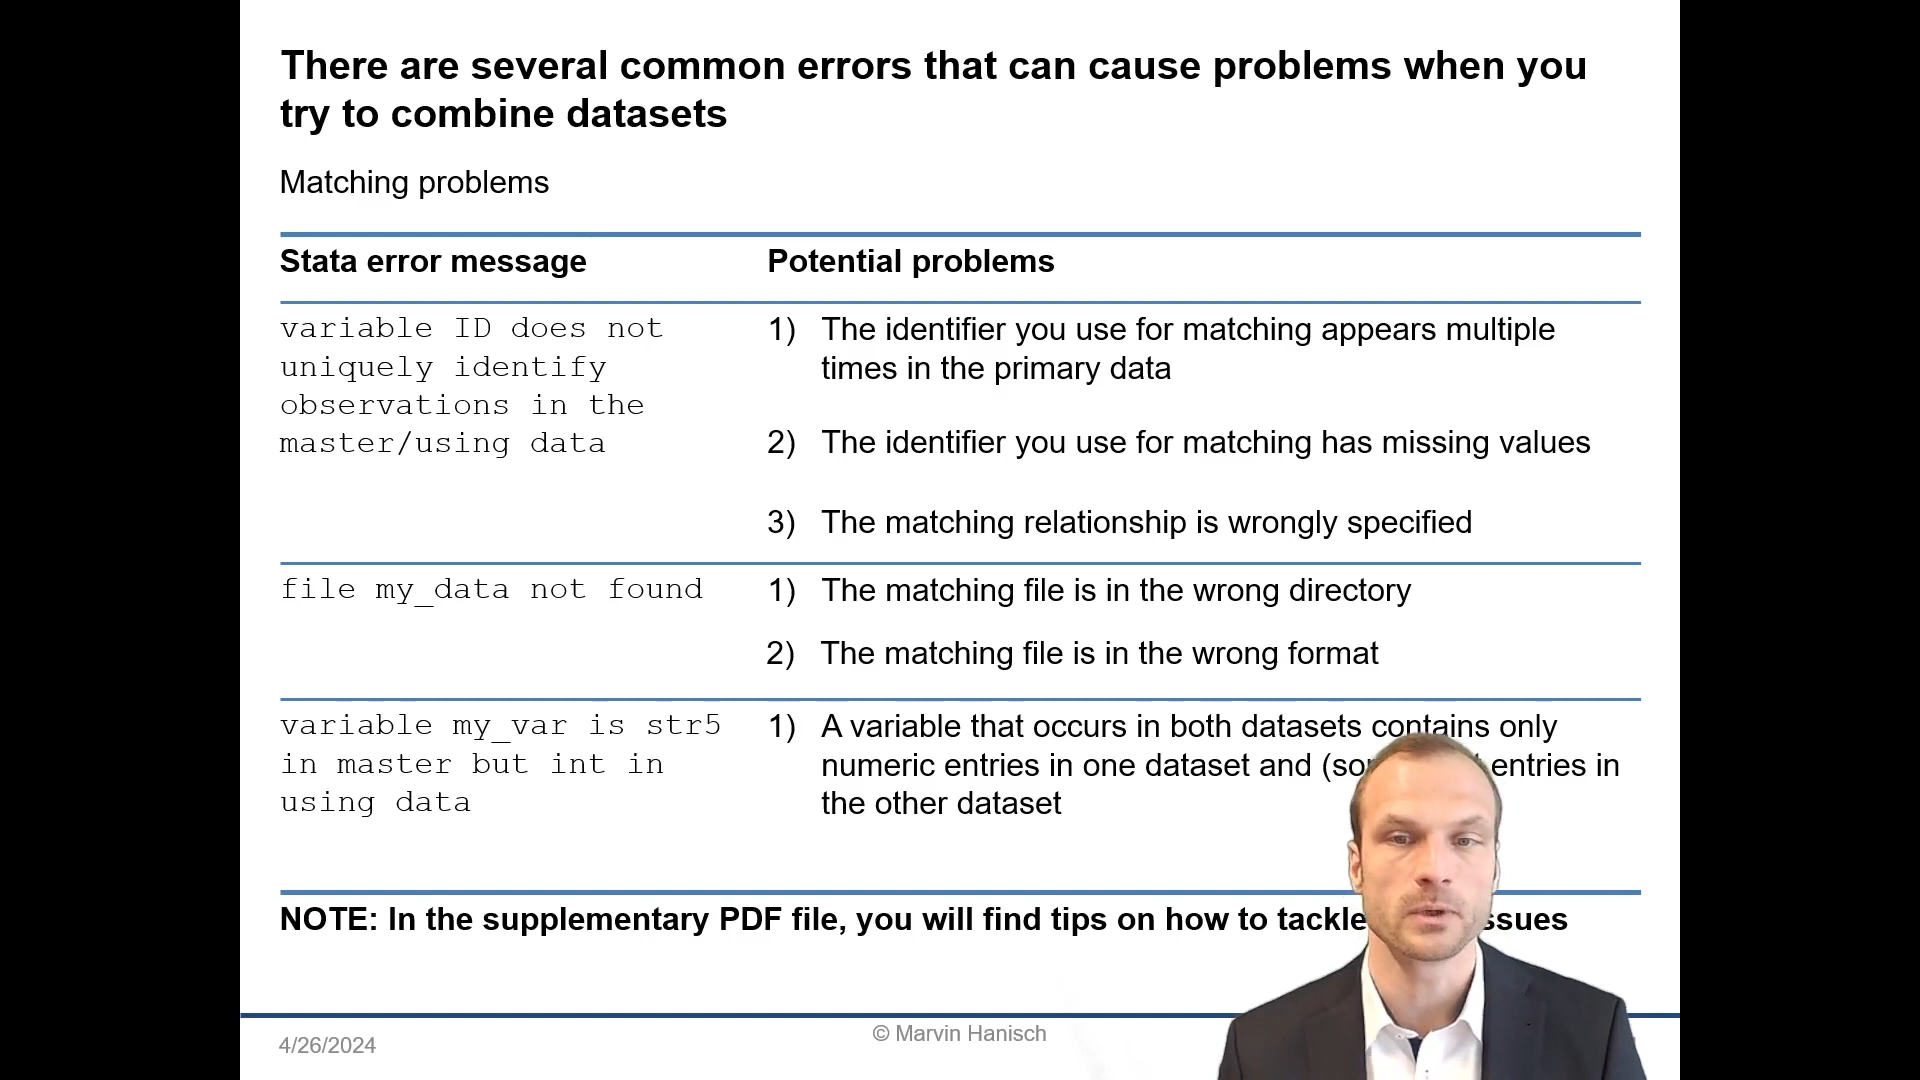 There are several common errors that can cause problems when you
try to combine datasets
Matching problems
Stata error message
Potential problems
variable ID does not
uniquely identify
observations in the
master/using data
1) The identifier you use for matching appears multiple
times in the primary data
2) The identifier you use for matching has missing values
3) The matching relationship is wrongly specified
file my_data not found
1) The matching file is in the wrong directory
2) The matching file is in the wrong format
variable my_var is str5
in master but int in
using data
1) A variable that occurs in both datasets contains only
numeric entries in one dataset and entries in
the other dataset
NOTE: In the supplementary PDF file, you will find tips on how to tackle
4/26/2024
© Marvin Hanisch